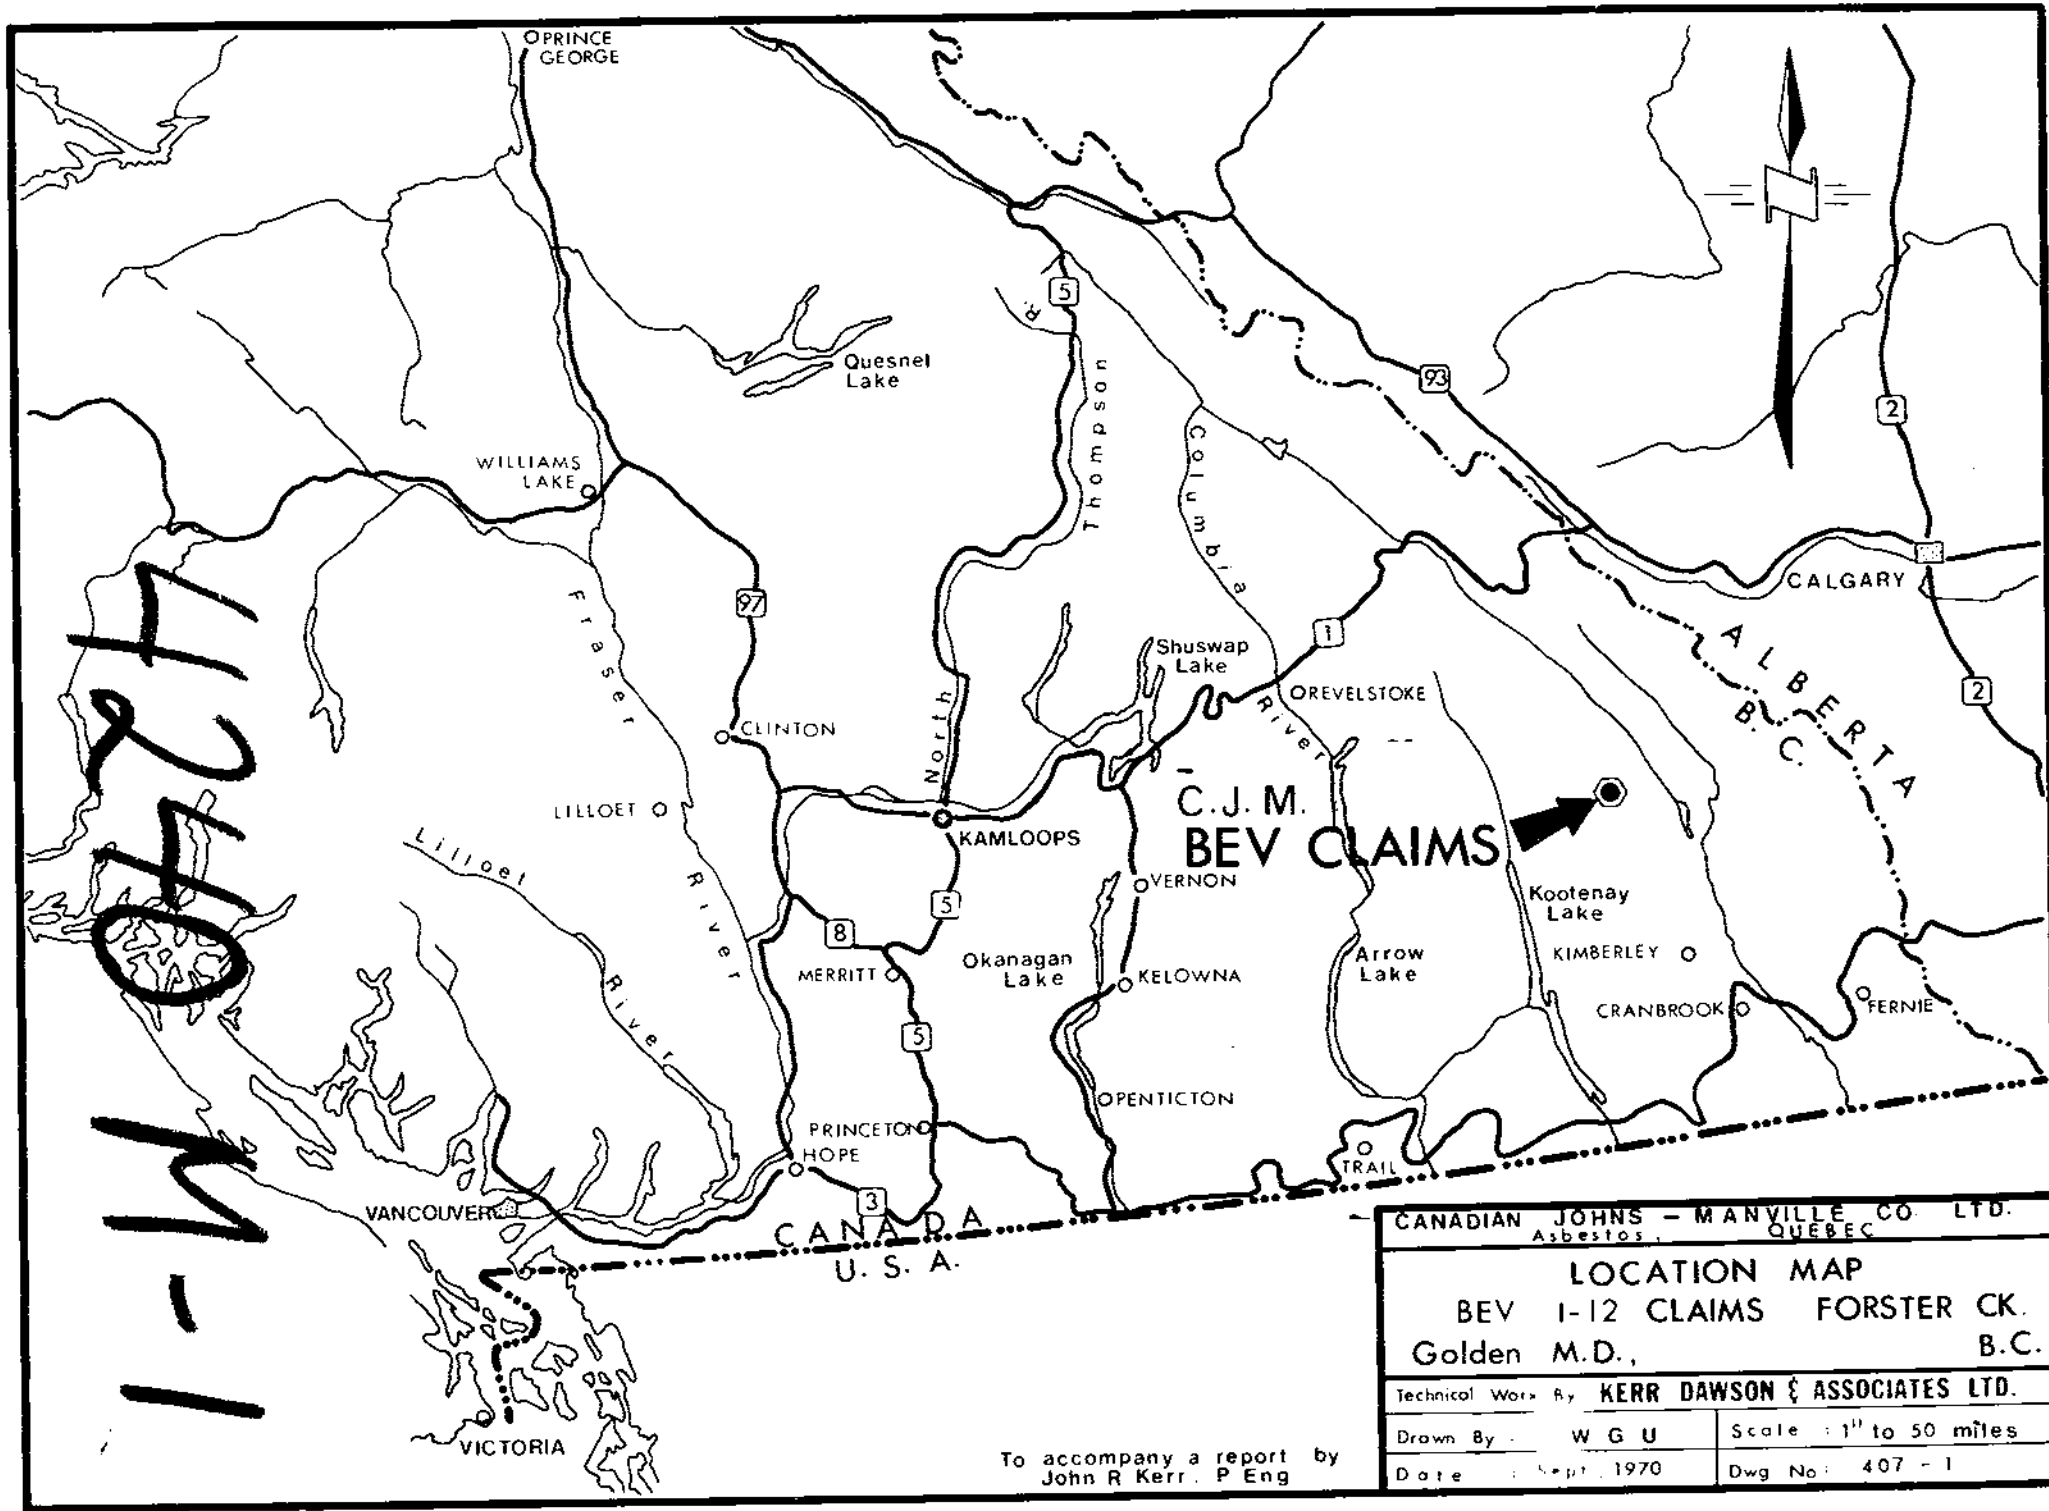 PRINCE
GEORGE
5
R.
Quesnel
Lake
93
2
WILLIAMS
LAKE
Thompson
Columbia
97
Fraser
CALGARY
1
Shuswap
Lake
ALBERTA
B. C.
2
REVELSTOKE
River
CLINTON
North
C. J. M.
BEV CLAIMS
LILLOET
KAMLOOPS
Lilloet
River
VERNON
5
8
Kootenay
Lake
MERRITT
Okanagan
Lake
KELOWNA
Arrow
Lake
KIMBERLEY
River
CRANBROOK
FERNIE
5
PENTICTON
PRINCETON
HOPE
TRAIL
3
VANCOUVER
CANADA
U. S. A.
VICTORIA
To accompany a report by
John R Kerr, P Eng
CANADIAN JOHNS - MANVILLE CO LTD.
Asbestos, QUEBEC
LOCATION MAP
BEV 1-12 CLAIMS FORSTER CK.
Golden M.D., B.C.
Technical Work By KERR DAWSON & ASSOCIATES LTD.
Drawn By : W G U
Scale : 1" to 50 miles
Date : Sept. 1970
Dwg No : 407 - 1